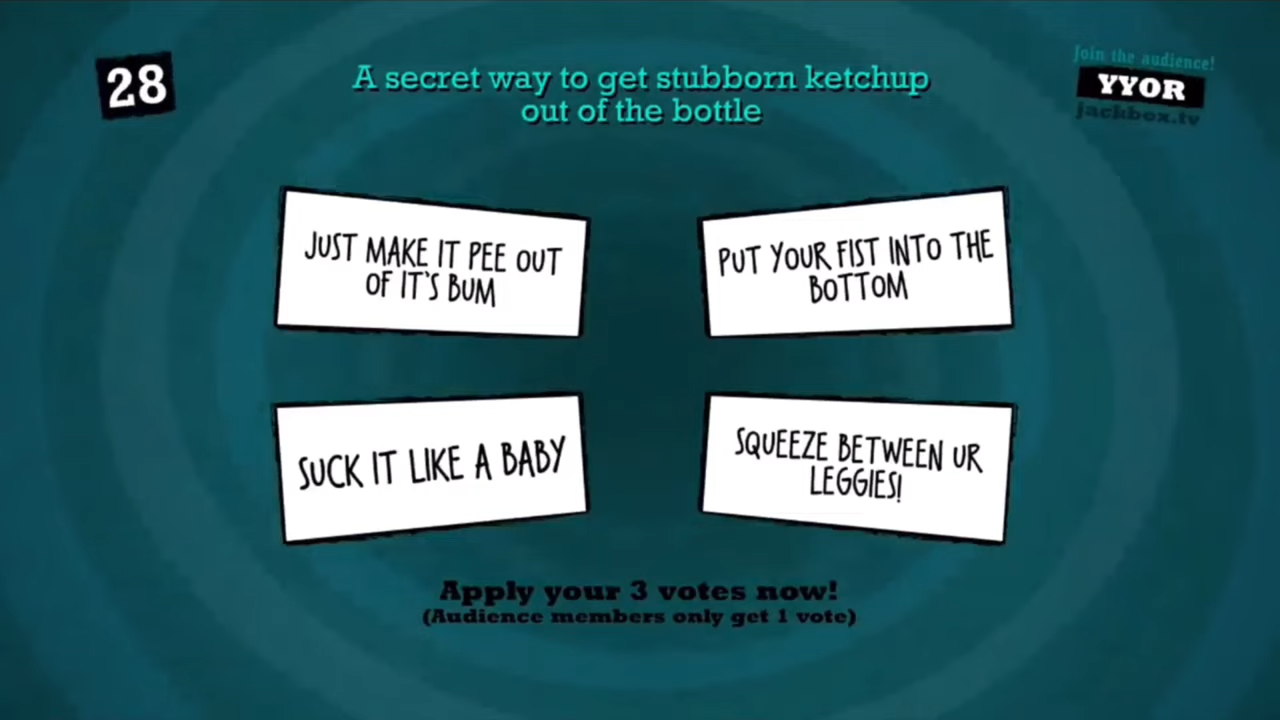 28
A secret way to get stubborn ketchup
out of the bottle
Join the audience!
YYOR
jackbox.tv
JUST MAKE IT PEE OUT
OF IT'S BUM
PUT YOUR FIST INTO THE
BOTTOM
SUCK IT LIKE A BABY
SQUEEZE BETWEEN UR
LEGGIES!
Apply your 3 votes now!
(Audience members only get 1 vote)